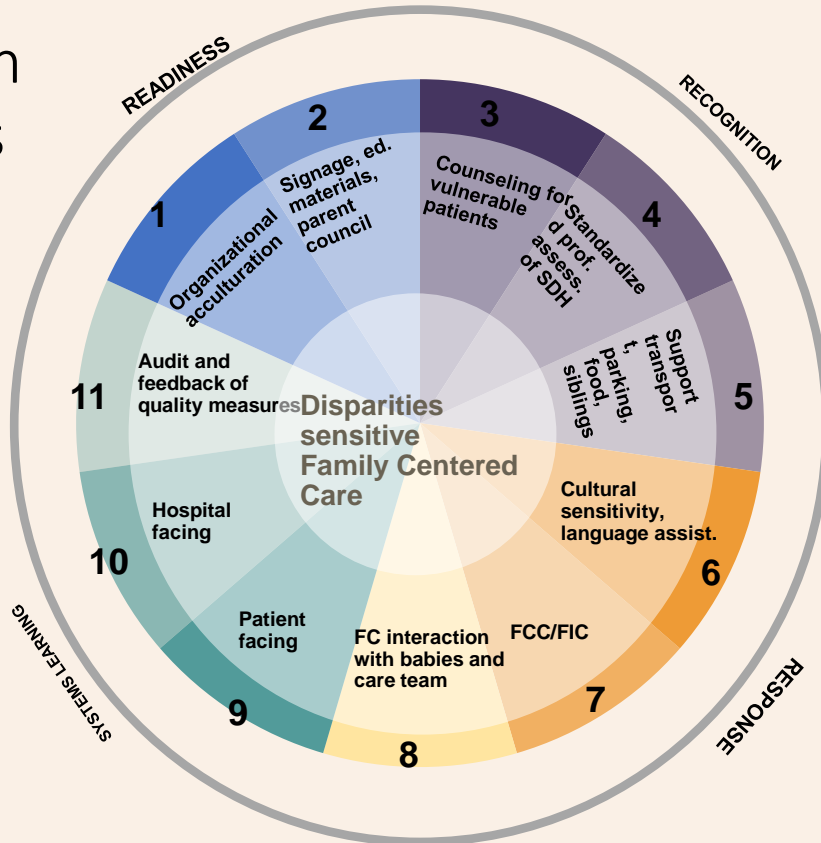 n
s
READINESS
RECOGNITION
RESPONSE
SYSTEMS LEARNING
1
Organizational
acculturation
2
Signage, ed.
materials,
parent
council
3
Counseling for
vulnerable
patients
4
Standardize
d prof.
assess.
of SDH
5
Support
transpor
t,
parking,
food,
siblings
6
Cultural
sensitivity,
language assist.
7
FCC/FIC
8
FC interaction
with babies and
care team
9
Patient
facing
10
Hospital
facing
11
Audit and
feedback of
quality measures
Disparities
sensitive
Family Centered
Care